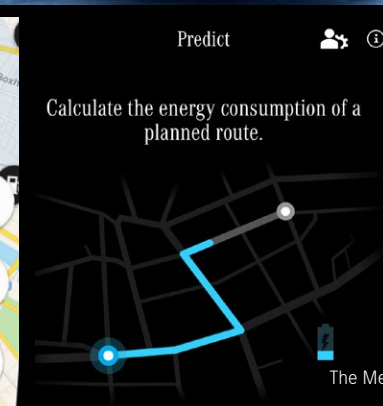 Predict
Calculate the energy consumption of a
planned route.
The Me